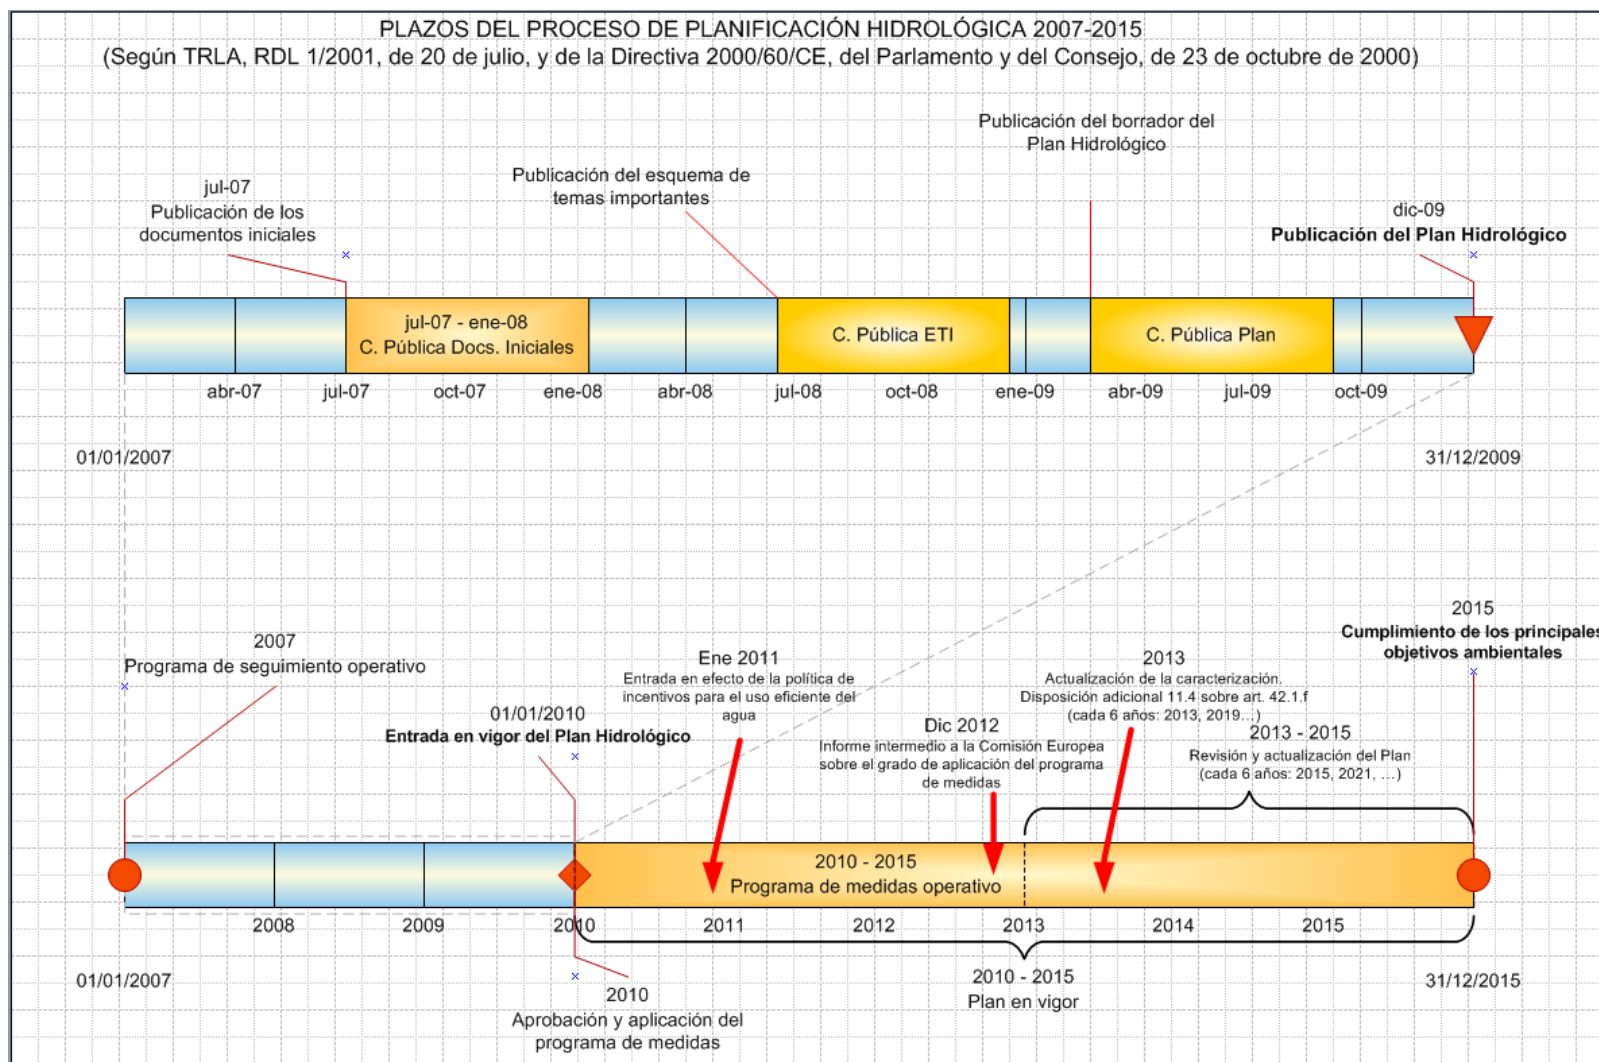 PLAZOS DEL PROCESO DE PLANIFICACIÓN HIDROLÓGICA 2007-2015
(Según TRLA, RDL 1/2001, de 20 de julio, y de la Directiva 2000/60/CE, del Parlamento y del Consejo, de 23 de octubre de 2000)
Publicación del borrador del
Plan Hidrológico
Publicación del esquema de
temas importantes
jul-07
Publicación de los
documentos iniciales
dic-09
Publicación del Plan Hidrológico
jul-07 - ene-08
C. Pública Docs. Iniciales
C. Pública ETI
C. Pública Plan
abr-07
jul-07
oct-07
ene-08
abr-08
jul-08
oct-08
ene-09
abr-09
jul-09
oct-09
01/01/2007
31/12/2009
2007
Programa de seguimiento operativo
01/01/2010
Entrada en vigor del Plan Hidrológico
Ene 2011
Entrada en efecto de la política de
incentivos para el uso eficiente del
agua
Dic 2012
Informe intermedio a la Comisión Europea
sobre el grado de aplicación del programa
de medidas
2013
Actualización de la caracterización.
Disposición adicional 11.4 sobre art. 42.1.f
(cada 6 años: 2013, 2019...)
2013 - 2015
Revisión y actualización del Plan
(cada 6 años: 2015, 2021, ...)
2015
Cumplimiento de los principales
objetivos ambientales
2010 - 2015
Programa de medidas operativo
2008
2009
2010
2011
2012
2013
2014
2015
01/01/2007
31/12/2015
2010 - 2015
Plan en vigor
2010
Aprobación y aplicación del
programa de medidas